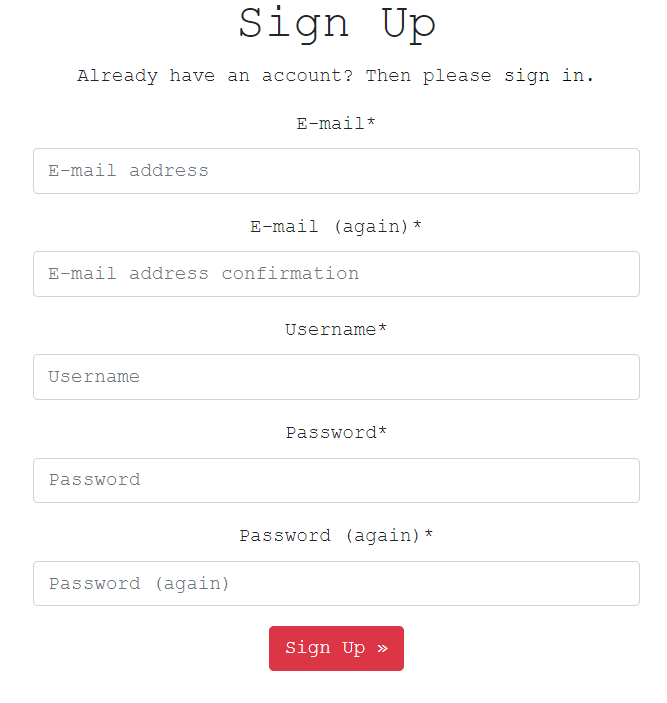 Sign Up
Already have an account? Then please sign in.
E-mail*
E-mail address
E-mail (again)*
E-mail address confirmation
Username*
Username
Password*
Password
Password (again)*
Password (again)
Sign Up »